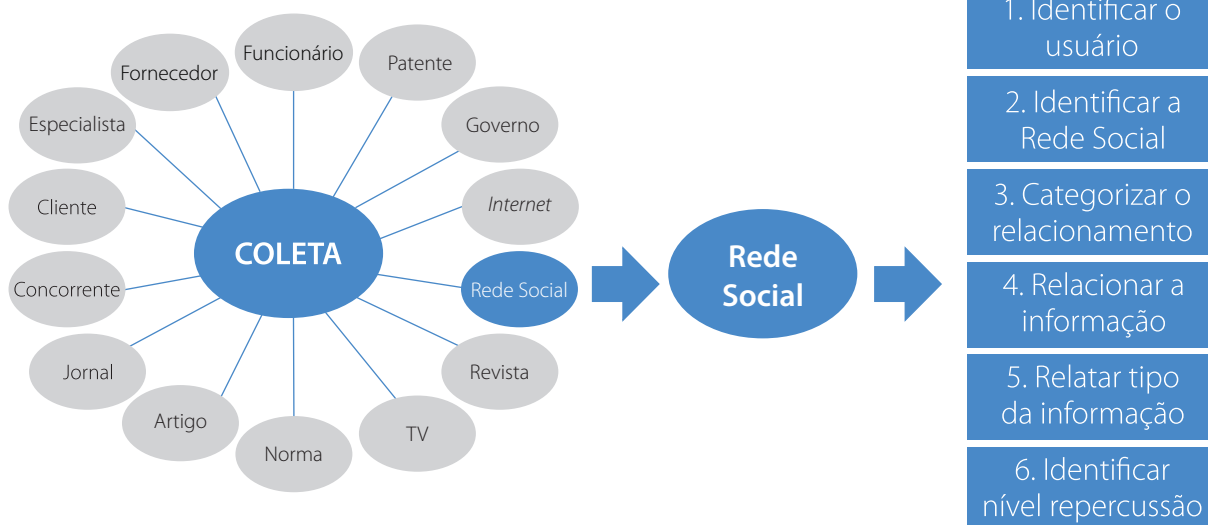 Funcionário
Fornecedor
Patente
Especialista
Governo
Cliente
Internet
COLETA
Rede
Social
Concorrente
Rede Social
Jornal
Revista
Artigo
TV
Norma
1. Identificar o
usuário
2. Identificar a
Rede Social
3. Categorizar o
relacionamento
4. Relacionar a
informação
5. Relatar tipo
da informação
6. Identificar
nível repercussão